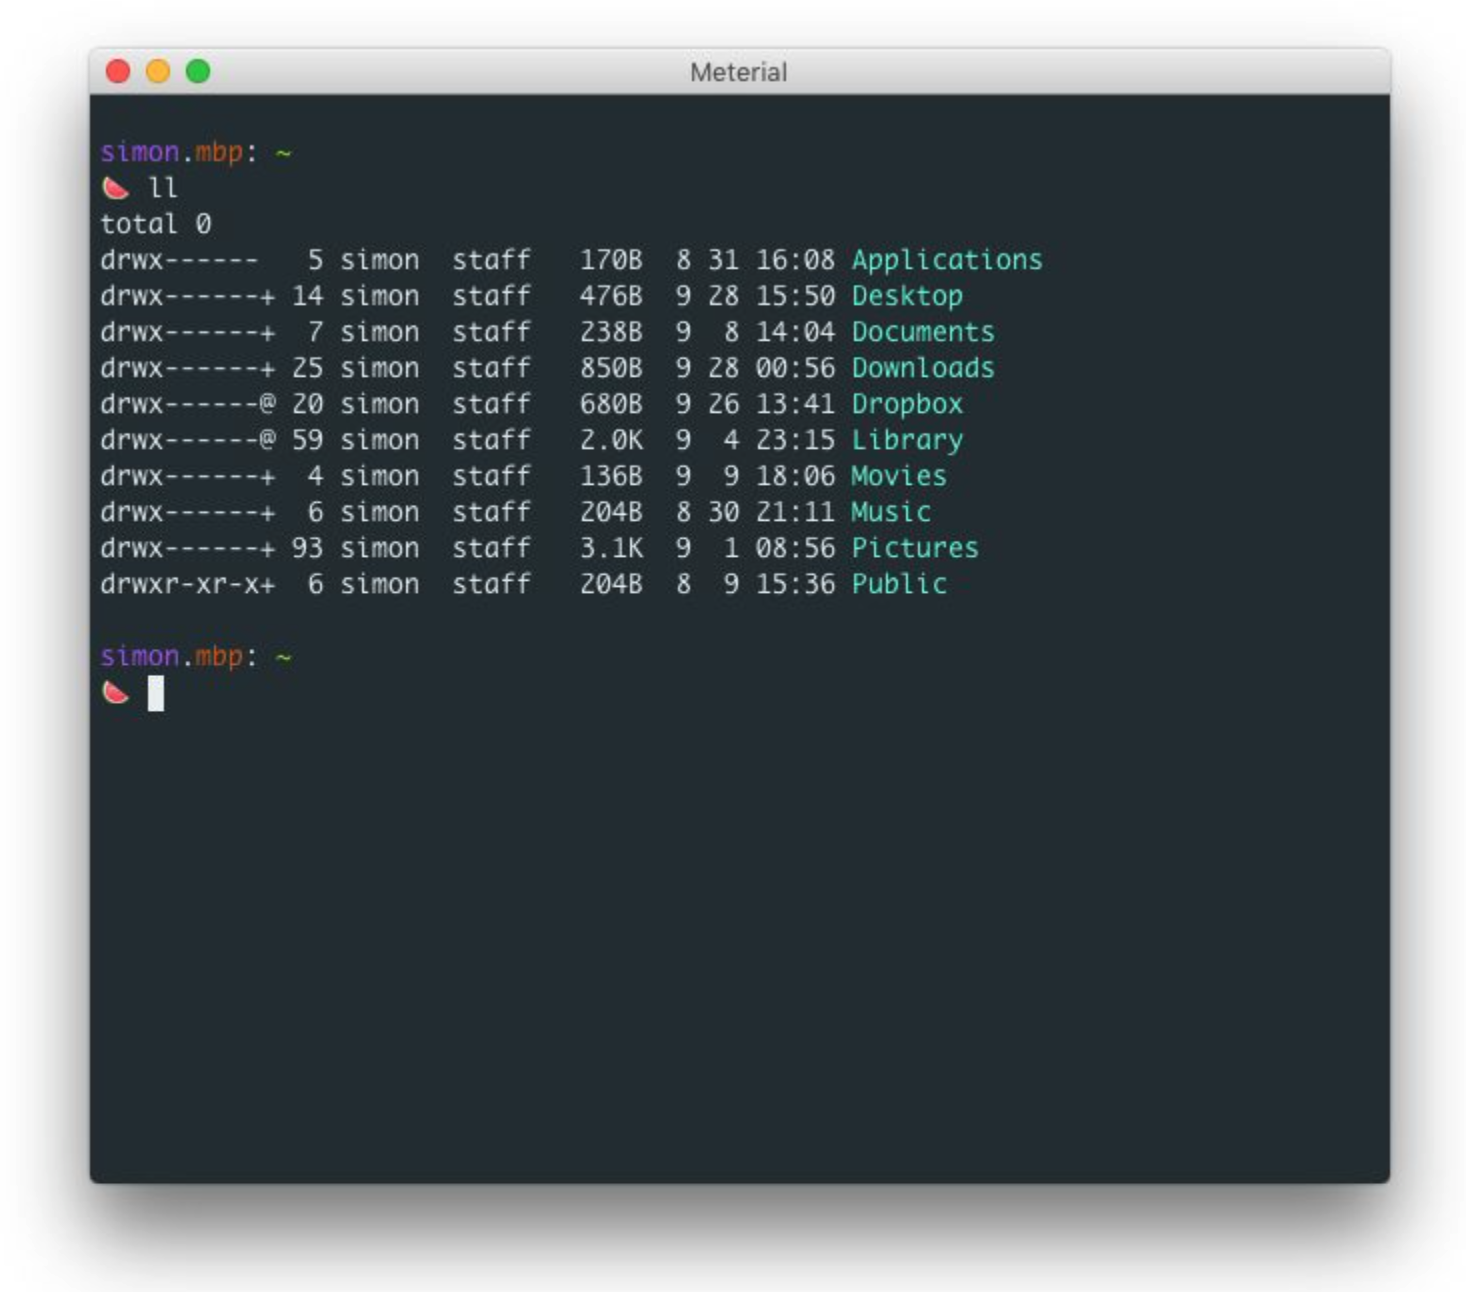 Meterial
simon.mbp: ~
🍉 ll
total 0
drwx------   5 simon  staff   170B  8 31 16:08 Applications
drwx------+ 14 simon  staff   476B  9 28 15:50 Desktop
drwx------+  7 simon  staff   238B  9  8 14:04 Documents
drwx------+ 25 simon  staff   850B  9 28 00:56 Downloads
drwx------@ 20 simon  staff   680B  9 26 13:41 Dropbox
drwx------@ 59 simon  staff   2.0K  9  4 23:15 Library
drwx------+  4 simon  staff   136B  9  9 18:06 Movies
drwx------+  6 simon  staff   204B  8 30 21:11 Music
drwx------+ 93 simon  staff   3.1K  9  1 08:56 Pictures
drwxr-xr-x+  6 simon  staff   204B  8  9 15:36 Public
simon.mbp: ~
🍉